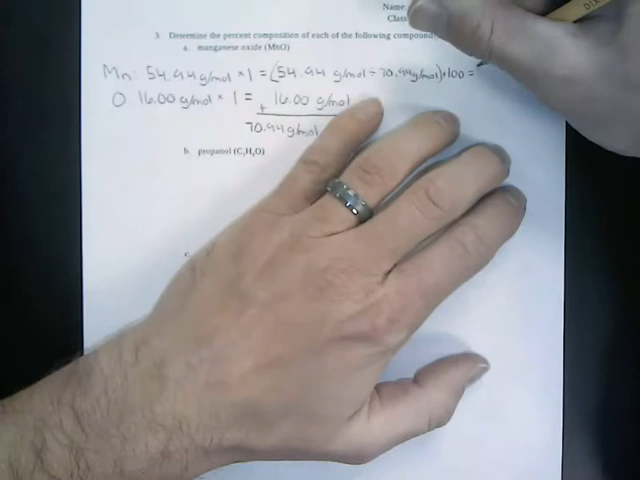 Name
Class
3. Determine the percent composition of each of the following compound
a. manganese oxide (MnO)
Mn: 54.94 g/mol × 1 = (54.94 g/mol ÷ 70.94 g/mol) × 100 =
O 16.00 g/mol × 1 = + 16.00 g/mol
70.94 g/mol
b. propanol (C₃H₈O)
DIX